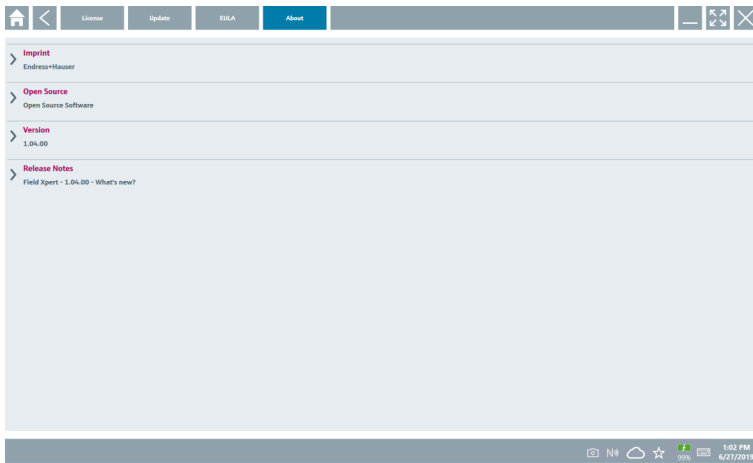 License Update EULA About
Imprint
Endress+Hauser
Open Source
Open Source Software
Version
1.04.00
Release Notes
Field Xpert - 1.04.00 - What's new?
99%
1:02 PM
6/27/2019